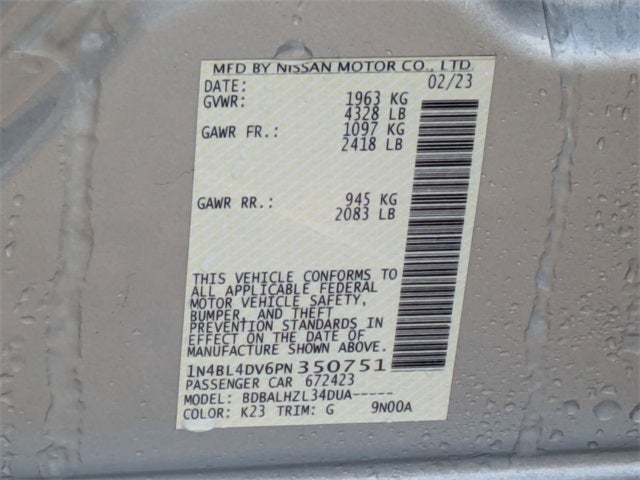 MFD BY NISSAN MOTOR CO., LTD.
DATE: 02/23
GVWR: 1963 KG
4328 LB
GAWR FR.: 1097 KG
2418 LB
GAWR RR.: 945 KG
2083 LB
THIS VEHICLE CONFORMS TO
ALL APPLICABLE FEDERAL
MOTOR VEHICLE SAFETY,
BUMPER, AND THEFT
PREVENTION STANDARDS IN
EFFECT ON THE DATE OF
MANUFACTURE SHOWN ABOVE.
1N4BL4DV6PN350751
PASSENGER CAR 672423
MODEL: BDBALHZL34DUA-----
COLOR: K23 TRIM: G 9N00A